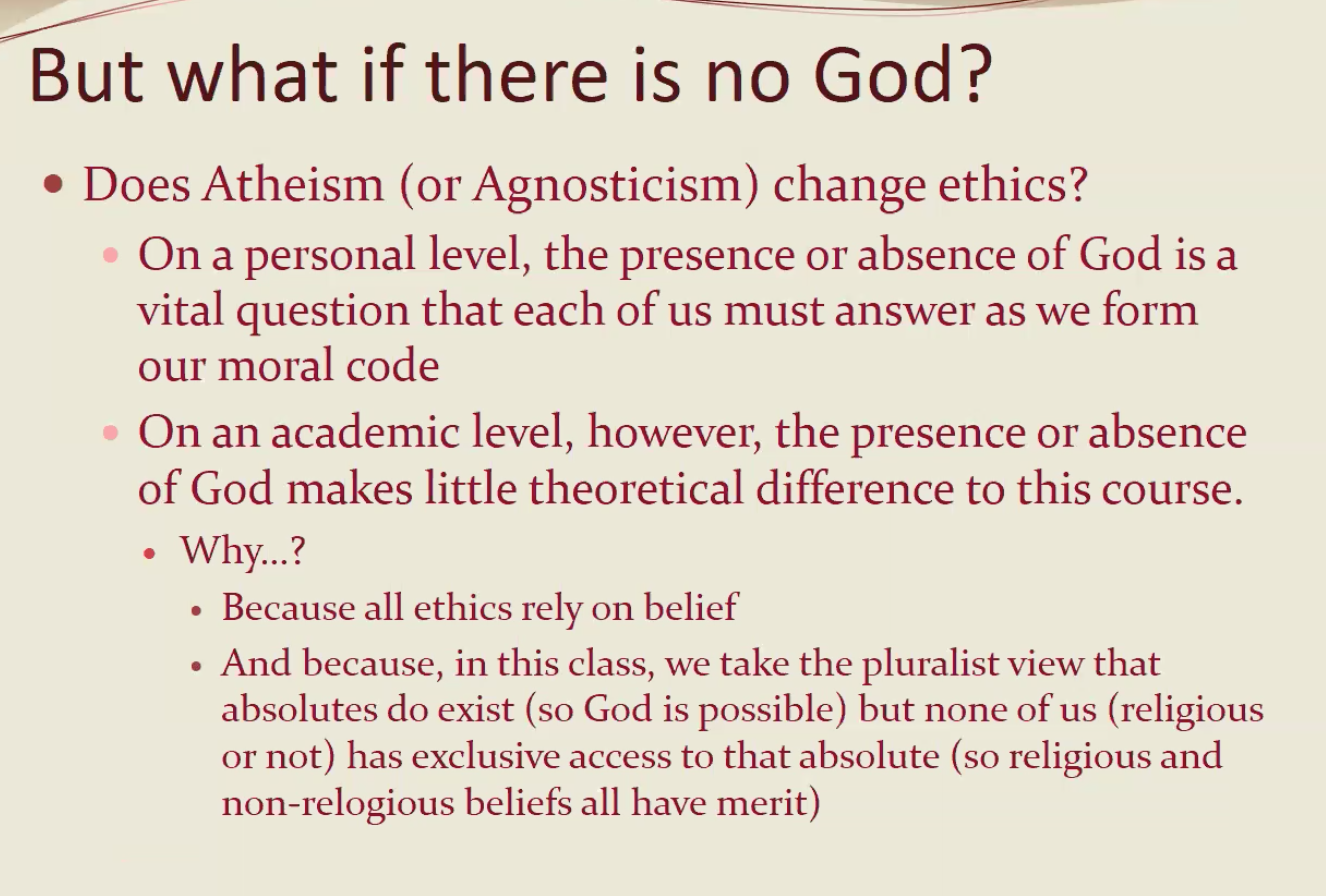 But what if there is no God?
• Does Atheism (or Agnosticism) change ethics?
• On a personal level, the presence or absence of God is a
vital question that each of us must answer as we form
our moral code
• On an academic level, however, the presence or absence
of God makes little theoretical difference to this course.
• Why...?
• Because all ethics rely on belief
• And because, in this class, we take the pluralist view that
absolutes do exist (so God is possible) but none of us (religious
or not) has exclusive access to that absolute (so religious and
non-relogious beliefs all have merit)